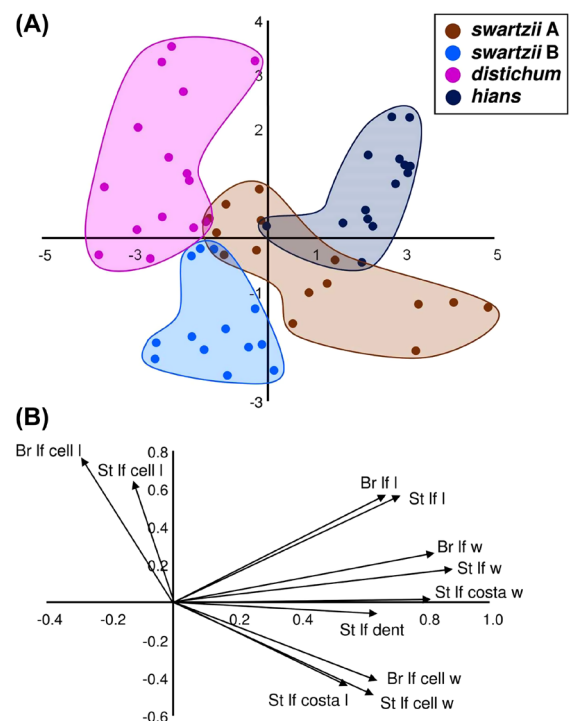 (A)
swartzii A
swartzii B
distichum
hians
4
3
2
-5
-3
1
3
5
-1
-3
(B)
0.8
Br lf cell l
St lf cell l
0.6
Br lf l
St lf l
0.4
Br lf w
0.2
St lf w
St lf costa w
-0.4
-0.2
0.2
0.4
0.6
0.8
1.0
St lf dent
-0.2
-0.4
Br lf cell w
St lf costa l
St lf cell w
-0.6